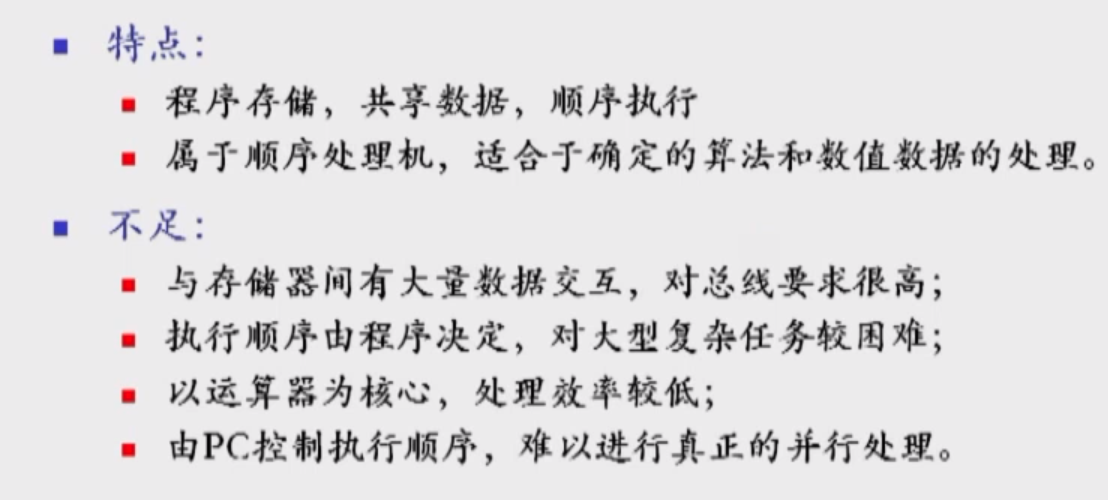 特点：
程序存储，共享数据，顺序执行
属于顺序处理机，适合于确定的算法和数值数据的处理。
不足：
与存储器间有大量数据交互，对总线要求很高；
执行顺序由程序决定，对大型复杂任务较困难；
以运算器为核心，处理效率较低；
由PC控制执行顺序，难以进行真正的并行处理。